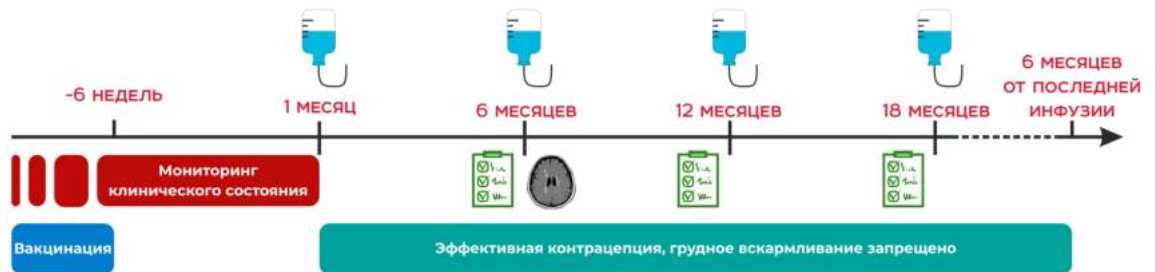 -6 НЕДЕЛЬ
1 МЕСЯЦ
6 МЕСЯЦЕВ
12 МЕСЯЦЕВ
18 МЕСЯЦЕВ
6 МЕСЯЦЕВ
ОТ ПОСЛЕДНЕЙ
ИНФУЗИИ
Мониторинг
клинического состояния
Вакцинация
Эффективная контрацепция, грудное вскармливание запрещено